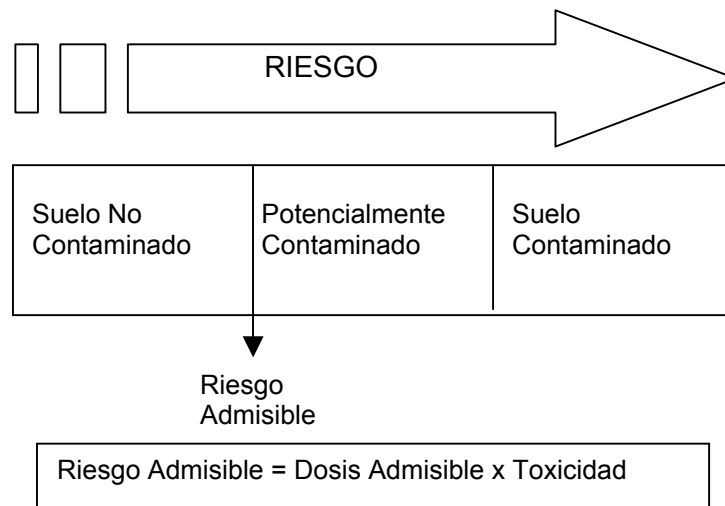 RIESGO
Suelo No
Contaminado
Potencialmente
Contaminado
Suelo
Contaminado
Riesgo
Admisible
Riesgo Admisible = Dosis Admisible x Toxicidad